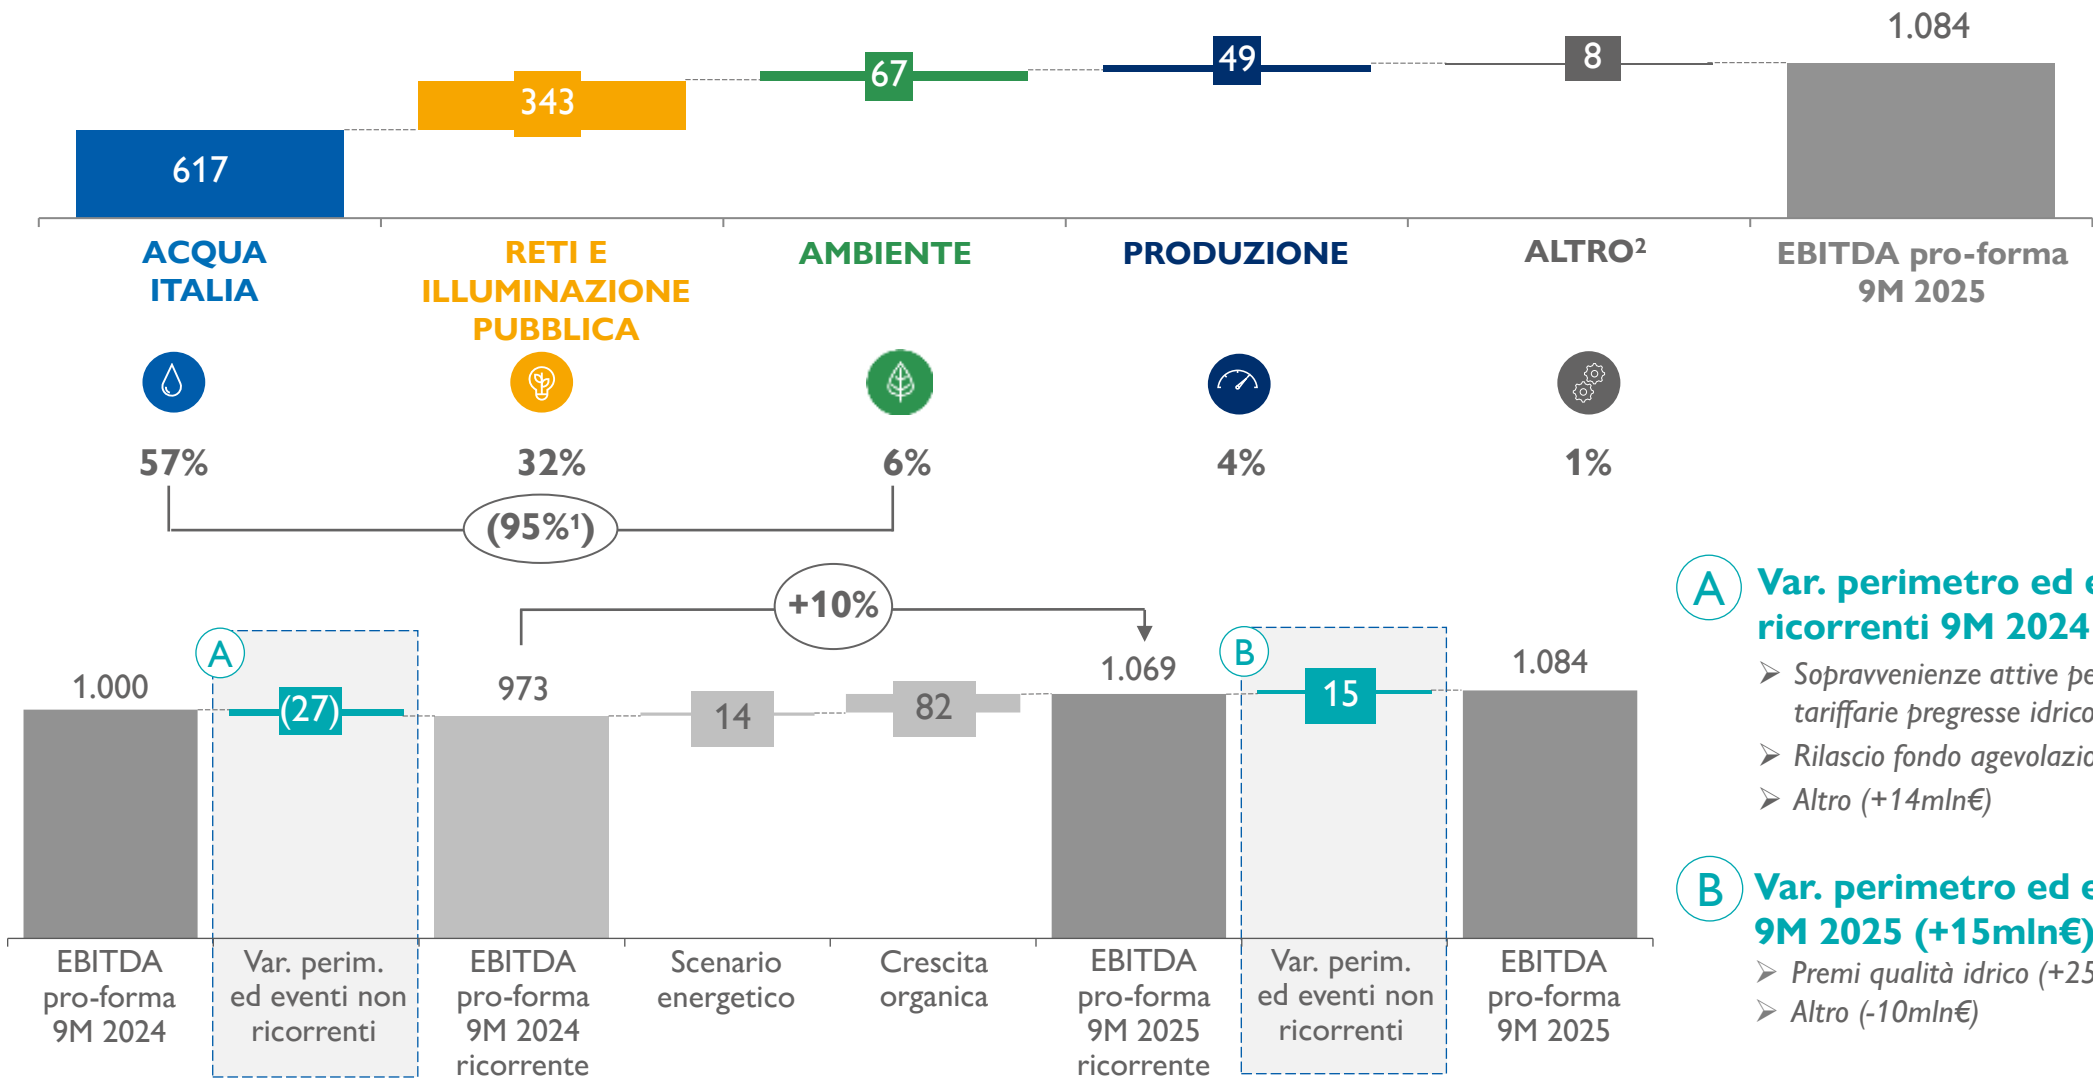 617
343
67
49
8
1.084
ACQUA
ITALIA
RETI E
ILLUMINAZIONE
PUBBLICA
AMBIENTE
PRODUZIONE
ALTRO²
EBITDA pro-forma
9M 2025
57%
32%
6%
4%
1%
(95%¹)
+10%
A
B
1.000
(27)
973
14
82
1.069
15
1.084
EBITDA
pro-forma
9M 2024
Var. perim.
ed eventi non
ricorrenti
EBITDA
pro-forma
9M 2024
ricorrente
Scenario
energetico
Crescita
organica
EBITDA
pro-forma
9M 2025
ricorrente
Var. perim.
ed eventi non
ricorrenti
EBITDA
pro-forma
9M 2025
A Var. perimetro ed
ricorrenti 9M 2024
➢ Sopravvenienze attive
tariffarie pregresse idrico
➢ Rilascio fondo
➢ Altro (+14mln€)
B Var. perimetro ed
9M 2025 (+15mln€)
➢ Premi qualità idrico (+25
➢ Altro (-10mln€)